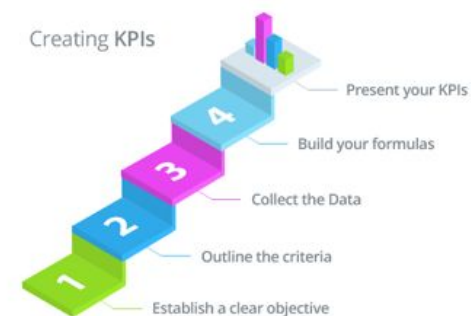 Creating KPIs
Present your KPIs
4
Build your formulas
3
Collect the Data
2
Outline the criteria
1
Establish a clear objective